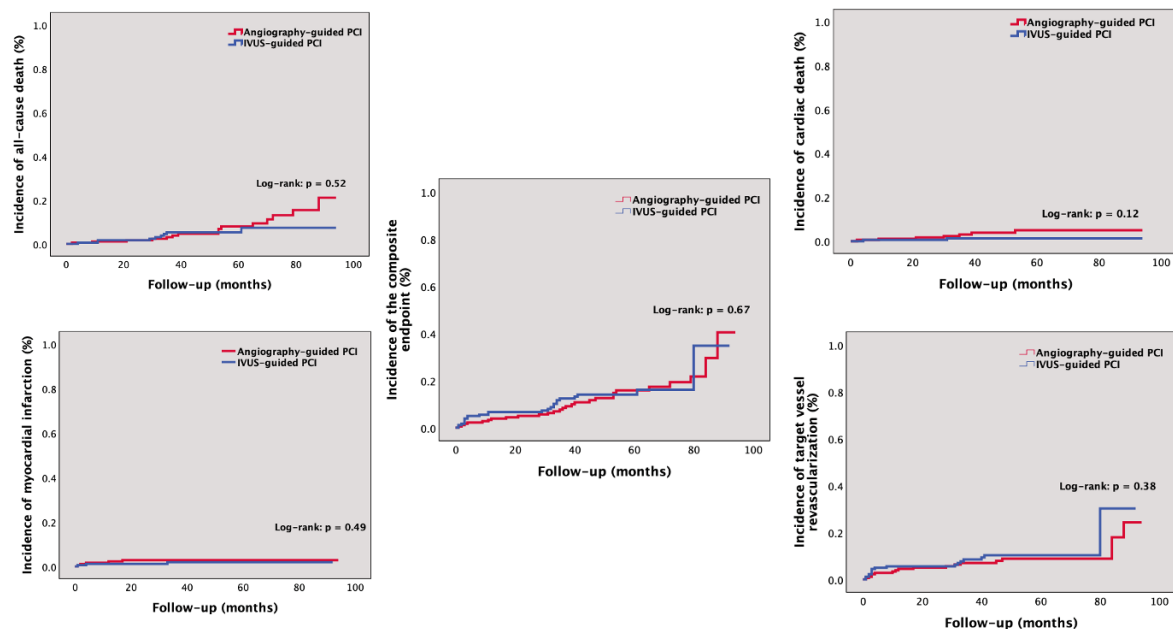 Incidence of all-cause death (%)
1.0
0.8
0.6
0.4
0.2
0.0
Angiography-guided PCI
IVUS-guided PCI
Log-rank: p = 0.52
0 20 40 60 80 100
Follow-up (months)
Incidence of cardiac death (%)
1.0
0.8
0.6
0.4
0.2
0.0
Angiography-guided PCI
IVUS-guided PCI
Log-rank: p = 0.12
0 20 40 60 80 100
Follow-up (months)
Incidence of the composite
endpoint (%)
1.0
0.8
0.6
0.4
0.2
0.0
Angiography-guided PCI
IVUS-guided PCI
Log-rank: p = 0.67
0 20 40 60 80 100
Follow-up (months)
Incidence of myocardial infarction (%)
1.0
0.8
0.6
0.4
0.2
0.0
Angiography-guided PCI
IVUS-guided PCI
Log-rank: p = 0.49
0 20 40 60 80 100
Follow-up (months)
Incidence of target vessel
revascularization (%)
1.0
0.8
0.6
0.4
0.2
0.0
Angiography-guided PCI
IVUS-guided PCI
Log-rank: p = 0.38
0 20 40 60 80 100
Follow-up (months)